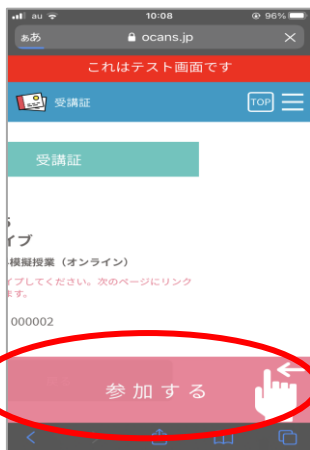 au 10:08 96%
ああ ocans.jp
これはテスト画面です
受講証 TOP
受講証
イブ
模擬授業（オンライン）
イプしてください。次のページにリンク
ます。
000002
参加する